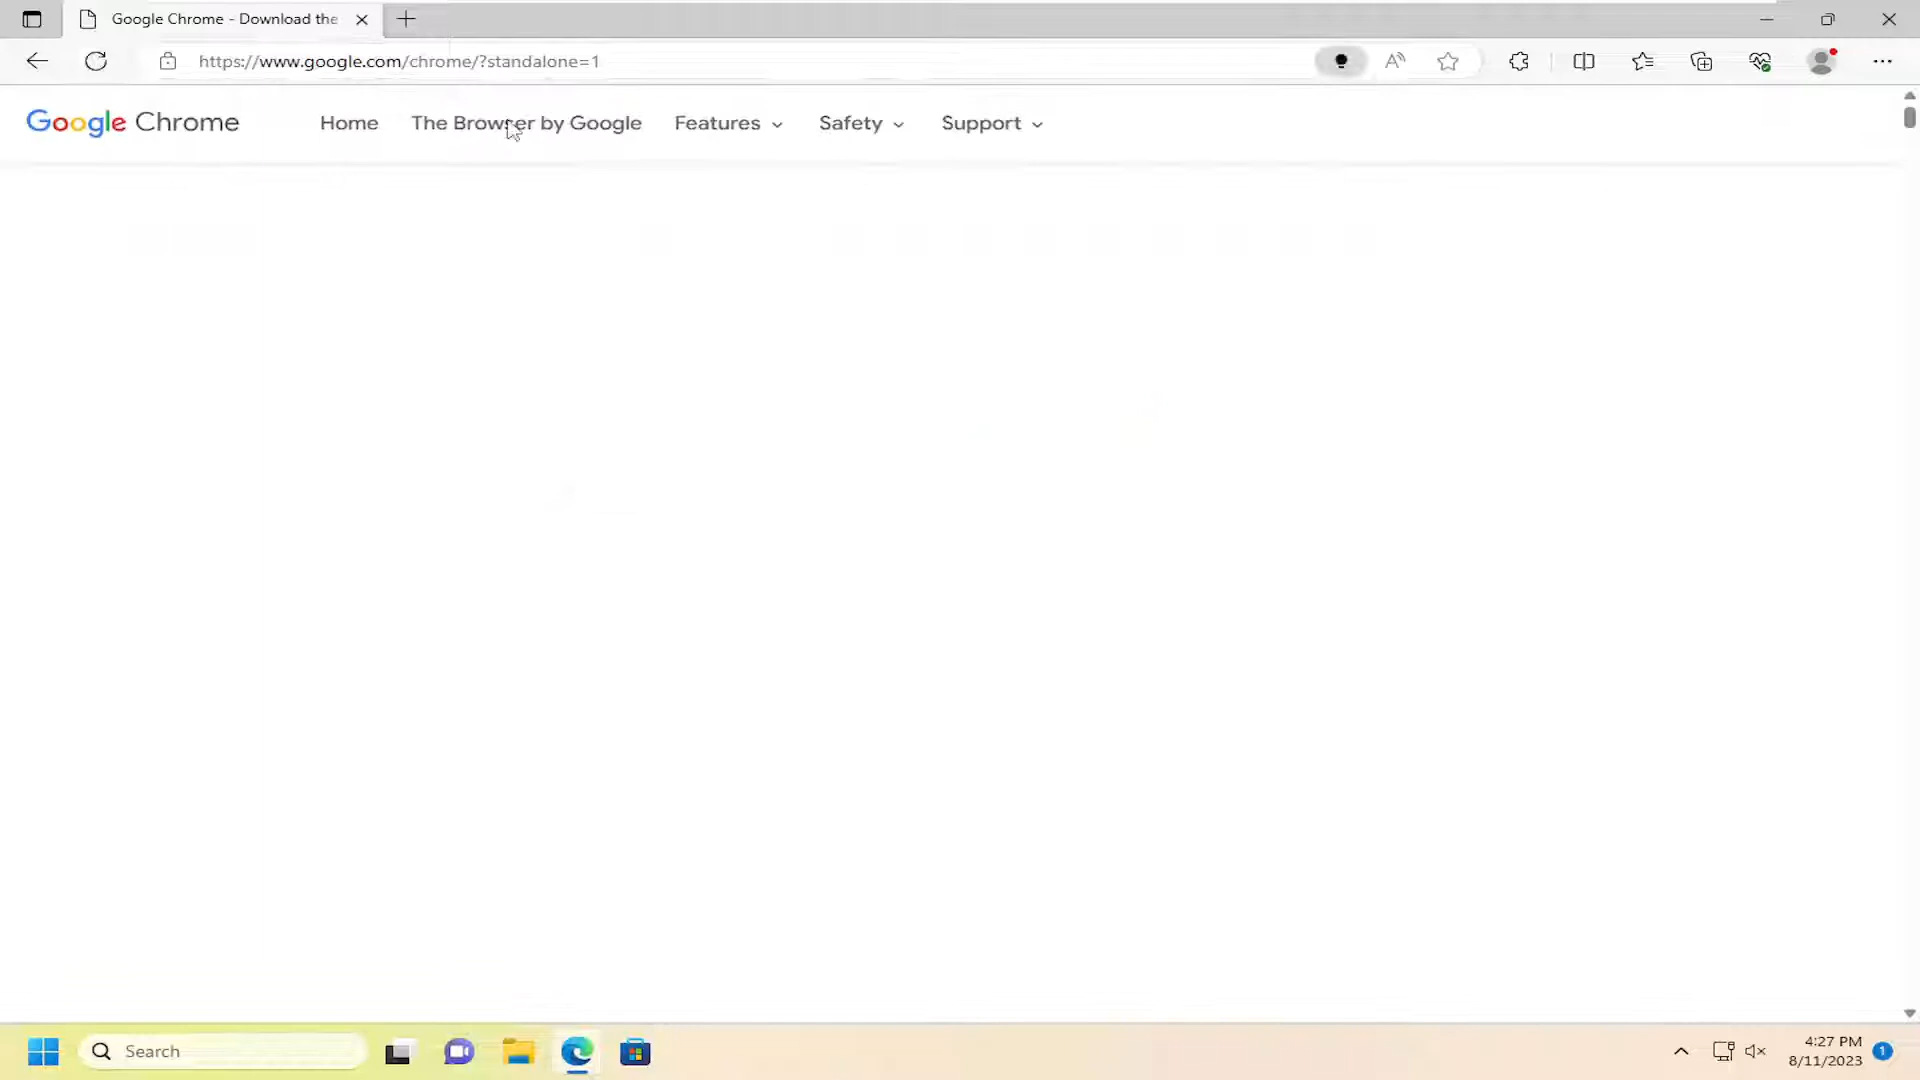 Google Chrome - Download the
https://www.google.com/chrome/?standalone=1
Google Chrome Home The Browser by Google Features Safety Support
Search
4:27 PM
8/11/2023
1